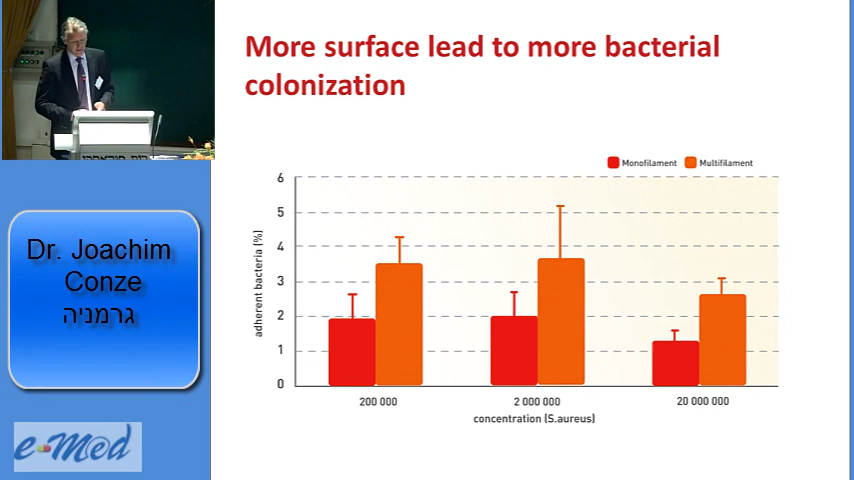 More surface lead to more bacterial
colonization
Monofilament
Multifilament
6
5
4
3
2
1
0
adherent bacteria (%)
200 000
2 000 000
20 000 000
concentration (S.aureus)
Dr. Joachim
Conze
גרמניה
e-Med